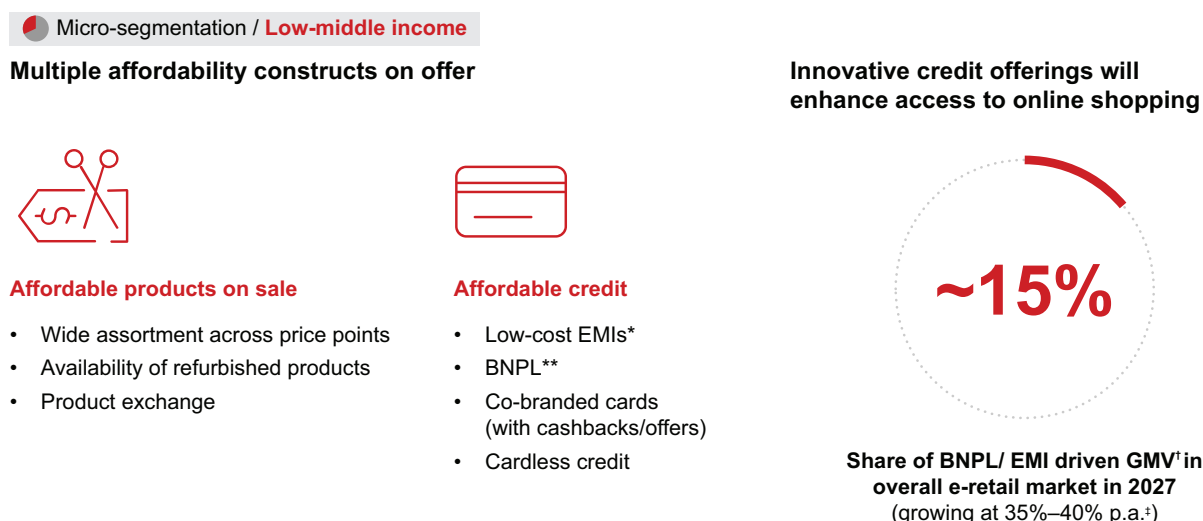 Micro-segmentation / Low-middle income
Multiple affordability constructs on offer
$
Affordable products on sale
• Wide assortment across price points
• Availability of refurbished products
• Product exchange
Affordable credit
• Low-cost EMIs*
• BNPL**
• Co-branded cards
(with cashbacks/offers)
• Cardless credit
Innovative credit offerings will
enhance access to online shopping
~15%
Share of BNPL/ EMI driven GMV† in
overall e-retail market in 2027
(growing at 35%–40% p.a.‡)